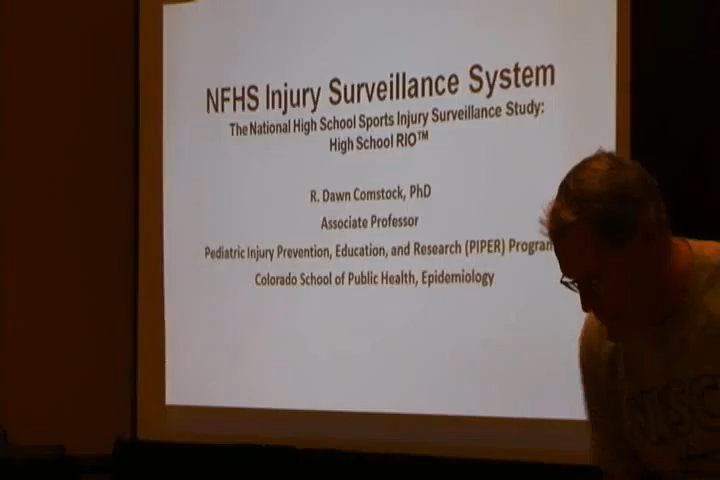 NFHS Injury Surveillance System
The National High School Sports Injury Surveillance Study:
High School RIO™
R. Dawn Comstock, PhD
Associate Professor
Pediatric Injury Prevention, Education, and Research (PIPER) Program
Colorado School of Public Health, Epidemiology